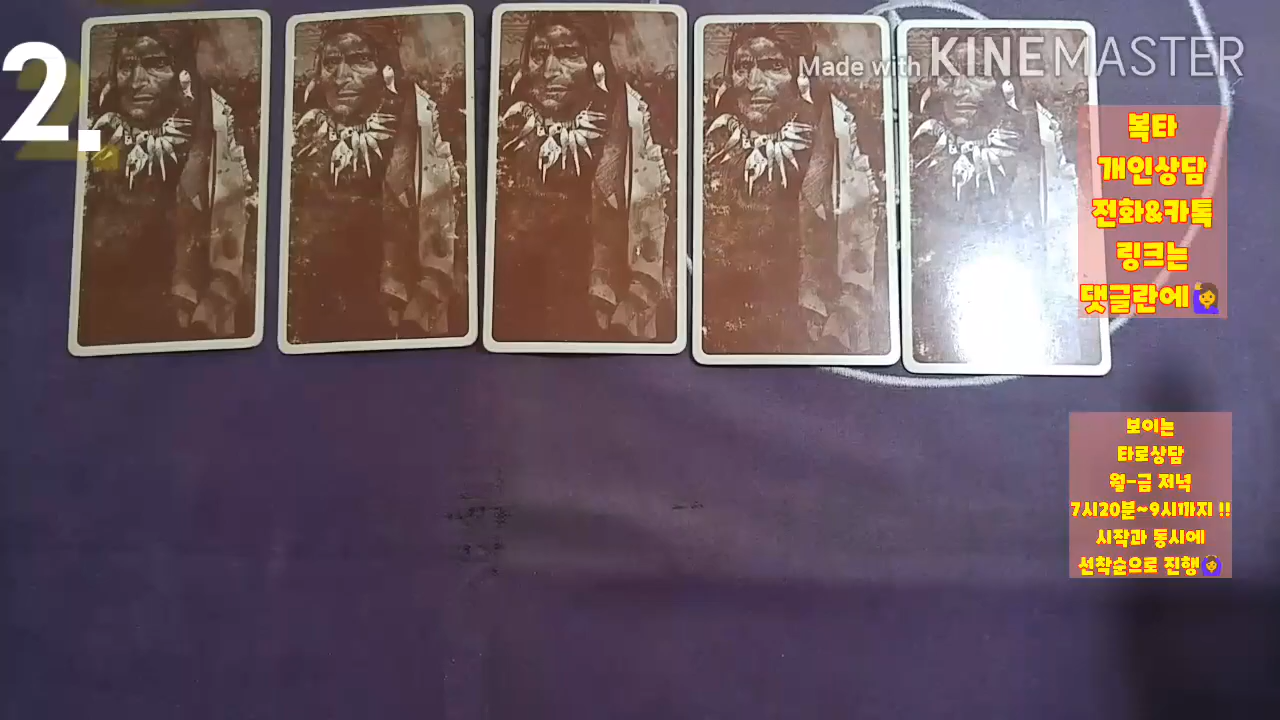 2.
Made with KINEMASTER
복타
개인상담
전화&카톡
링크는
댓글란에🙋‍♀️
보이는
타로상담
월-금 저녁
7시20분~9시까지 !!
시작과 동시에
선착순으로 진행🙆‍♀️